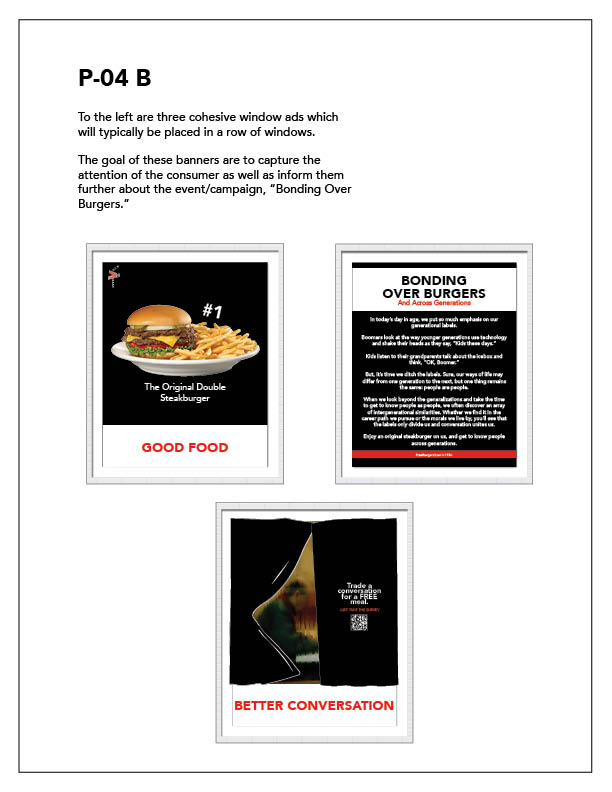 P-04 B
To the left are three cohesive window ads which
will typically be placed in a row of windows.
The goal of these banners are to capture the
attention of the consumer as well as inform them
further about the event/campaign, “Bonding Over
Burgers.”
#1
The Original Double
Steakburger
GOOD FOOD
BONDING
OVER BURGERS
And Across Generations
In today's day in age, we put so much emphasis on our
generational labels.
Boomers look at the way younger generations use technology
and shake their heads as they say, "Kids these days."
Kids listen to their grandparents talk about the icebox and
think, "OK, Boomer."
But, it's time we ditch the labels. Sure, our ways of life may
differ from one generation to the next, but one thing remains
the same: people are people.
When we look beyond the generalizations and take the time
to get to know people as people, we often discover an array
of intergenerational similarities. Whether we find it in the
career path we pursue or the morals we live by, you'll see that
the labels only divide us and conversation unites us.
Enjoy an original steakburger on us, and get to know people
across generations.
Trade a
conversation
for a FREE
meal.
JUST TAKE THE SURVEY
BETTER CONVERSATION